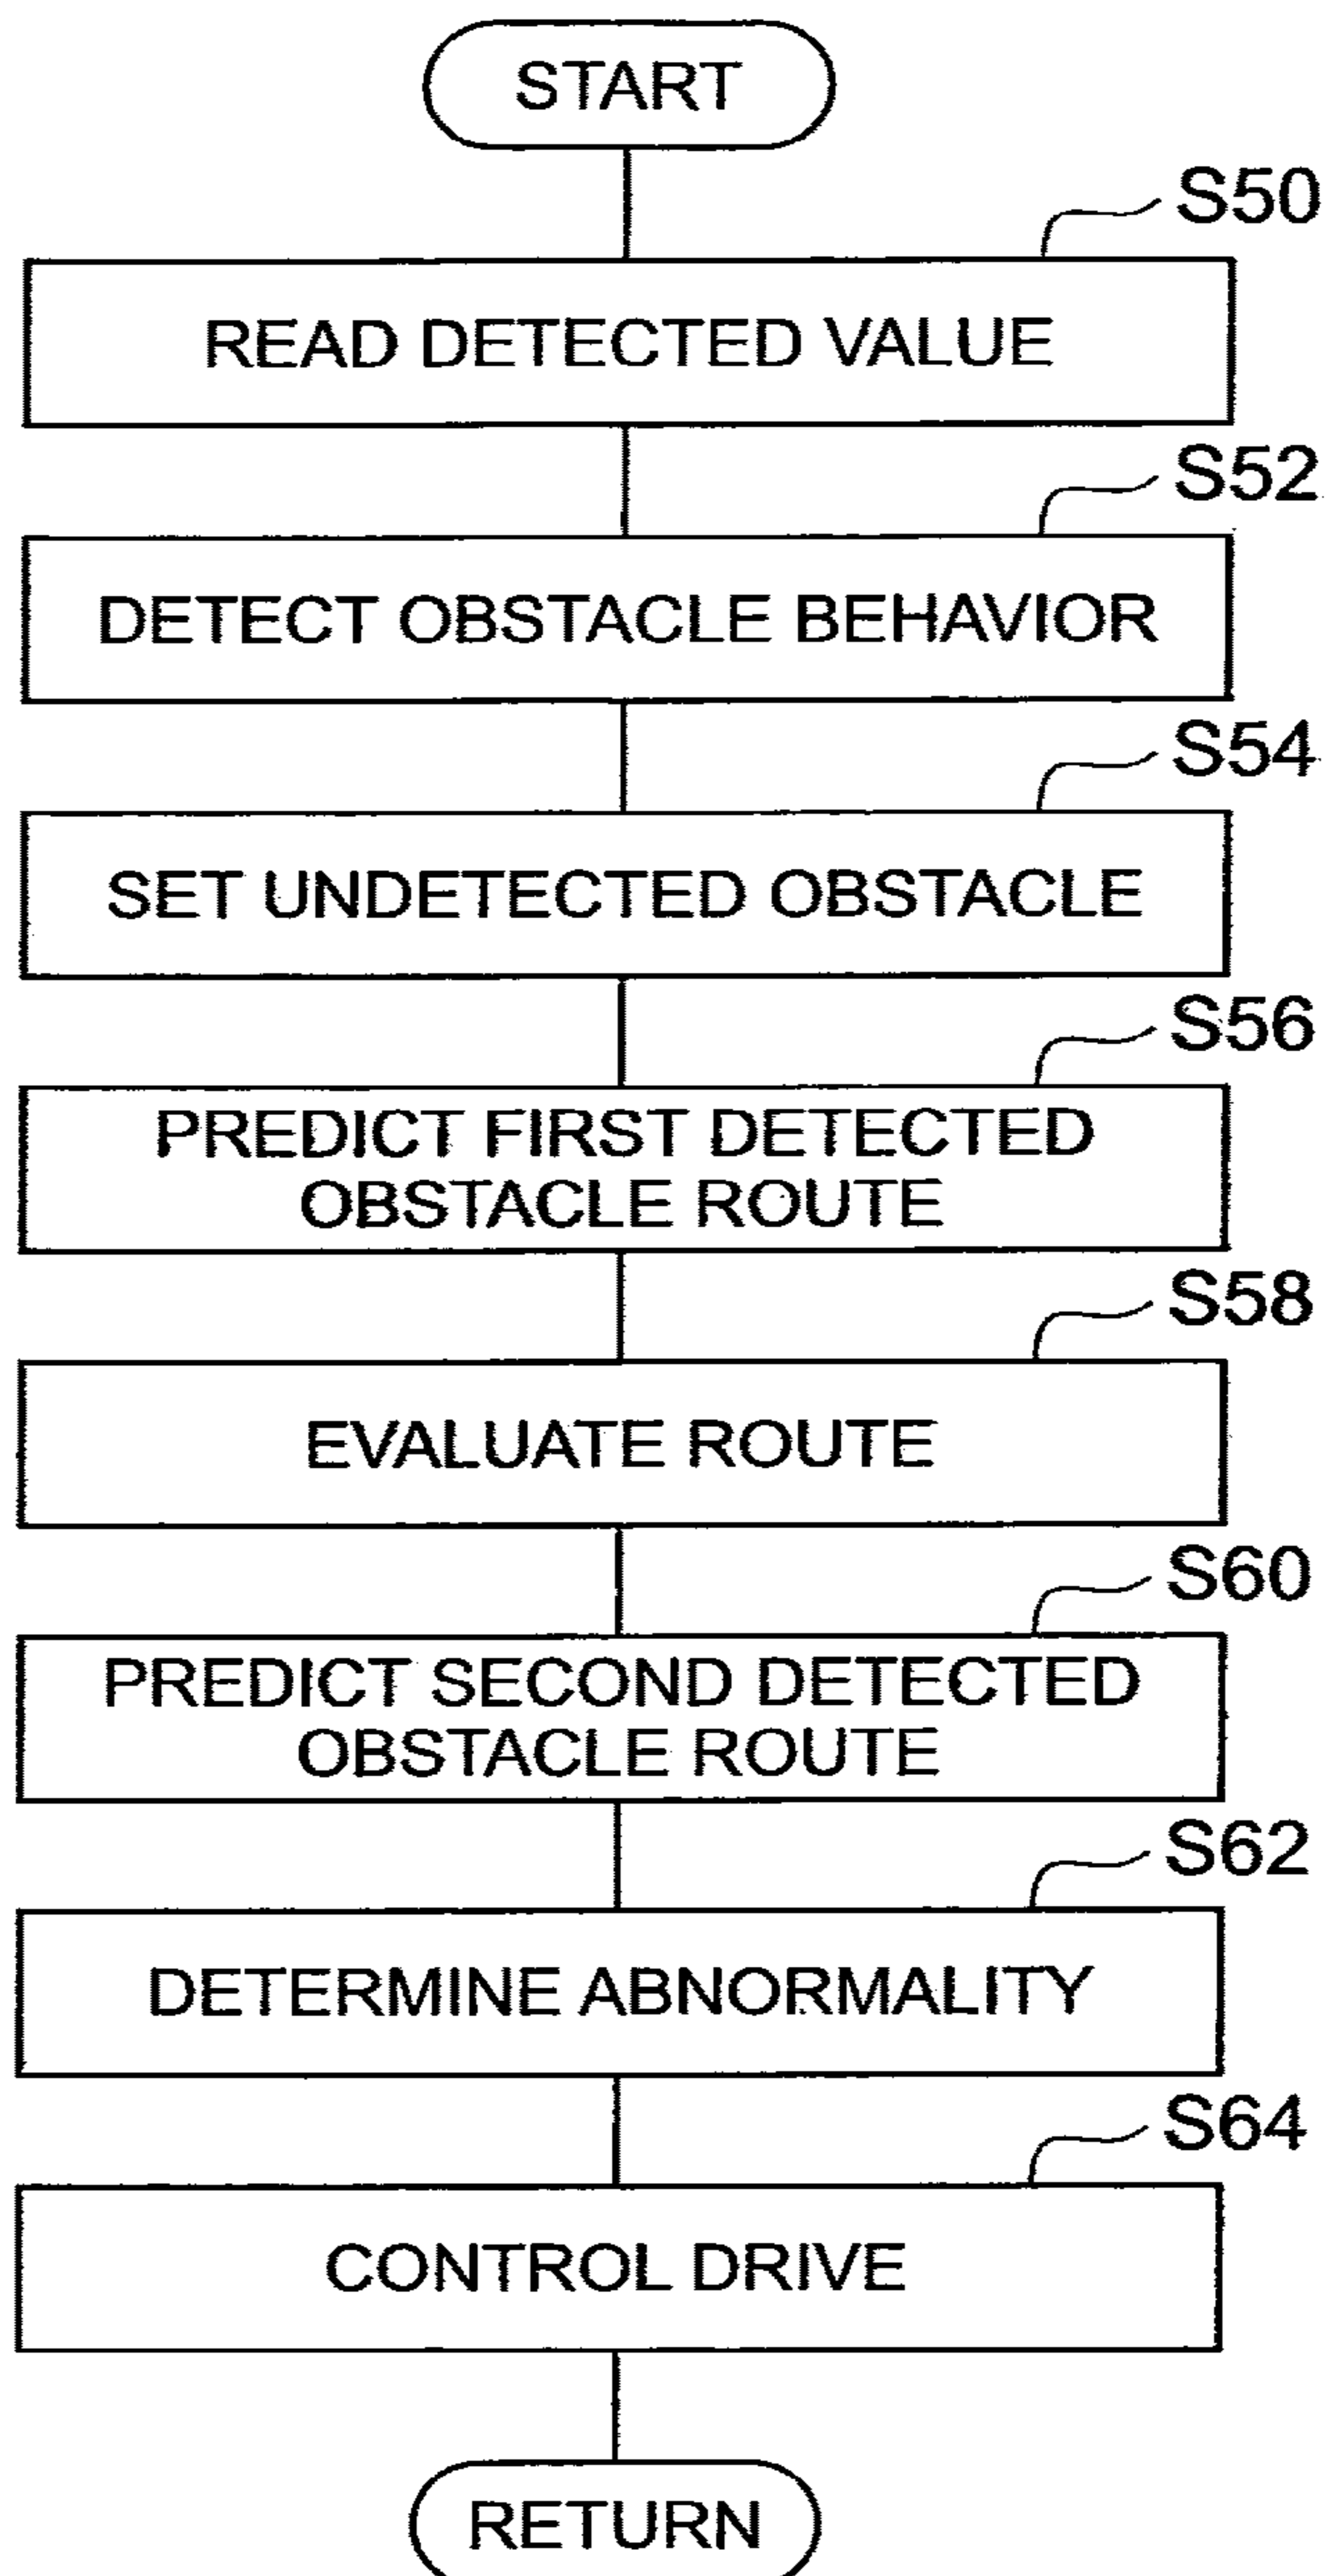 START
S50
READ DETECTED VALUE
S52
DETECT OBSTACLE BEHAVIOR
S54
SET UNDETECTED OBSTACLE
S56
PREDICT FIRST DETECTED
OBSTACLE ROUTE
S58
EVALUATE ROUTE
S60
PREDICT SECOND DETECTED
OBSTACLE ROUTE
S62
DETERMINE ABNORMALITY
S64
CONTROL DRIVE
RETURN